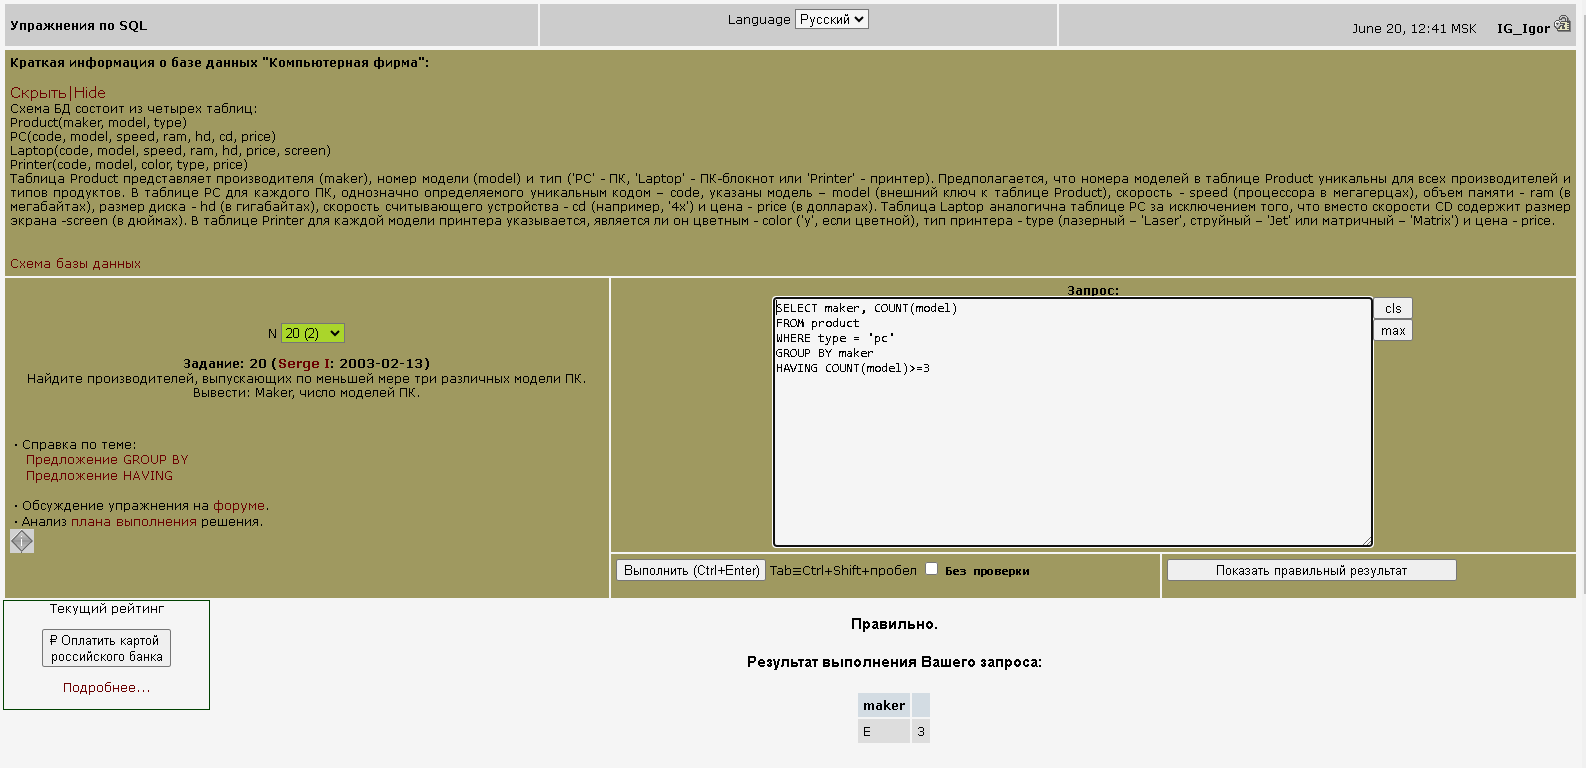 Упражнения по SQL
Language Русский
June 20, 12:41 MSK IG_Igor
Краткая информация о базе данных "Компьютерная фирма":
Скрыть|Hide
Схема БД состоит из четырех таблиц:
Product(maker, model, type)
PC(code, model, speed, ram, hd, cd, price)
Laptop(code, model, speed, ram, hd, price, screen)
Printer(code, model, color, type, price)
Таблица Product представляет производителя (maker), номер модели (model) и тип ('PC' - ПК, 'Laptop' - ПК-блокнот или 'Printer' - принтер). Предполагается, что номера моделей в таблице Product уникальны для всех производителей и
типов продуктов. В таблице PC для каждого ПК, однозначно определяемого уникальным кодом – code, указаны модель – model (внешний ключ к таблице Product), скорость - speed (процессора в мегагерцах), объем памяти - ram (в
мегабайтах), размер диска - hd (в гигабайтах), скорость считывающего устройства - cd (например, '4x') и цена - price (в долларах). Таблица Laptop аналогична таблице PC за исключением того, что вместо скорости CD содержит размер
экрана -screen (в дюймах). В таблице Printer для каждой модели принтера указывается, является ли он цветным - color ('y', если цветной), тип принтера - type (лазерный – 'Laser', струйный – 'Jet' или матричный – 'Matrix') и цена - price.
Схема базы данных
N 20 (2)
Задание: 20 (Serge I: 2003-02-13)
Найдите производителей, выпускающих по меньшей мере три различных модели ПК.
Вывести: Maker, число моделей ПК.
· Справка по теме:
Предложение GROUP BY
Предложение HAVING
· Обсуждение упражнения на форуме.
· Анализ плана выполнения решения.
Запрос:
SELECT maker, COUNT(model)
FROM product
WHERE type = 'pc'
GROUP BY maker
HAVING COUNT(model)>=3
cls
max
Выполнить (Ctrl+Enter) Tab≡Ctrl+Shift+пробел Без проверки
Показать правильный результат
Текущий рейтинг
₽ Оплатить картой
российского банка
Подробнее...
Правильно.
Результат выполнения Вашего запроса:
maker
E 3